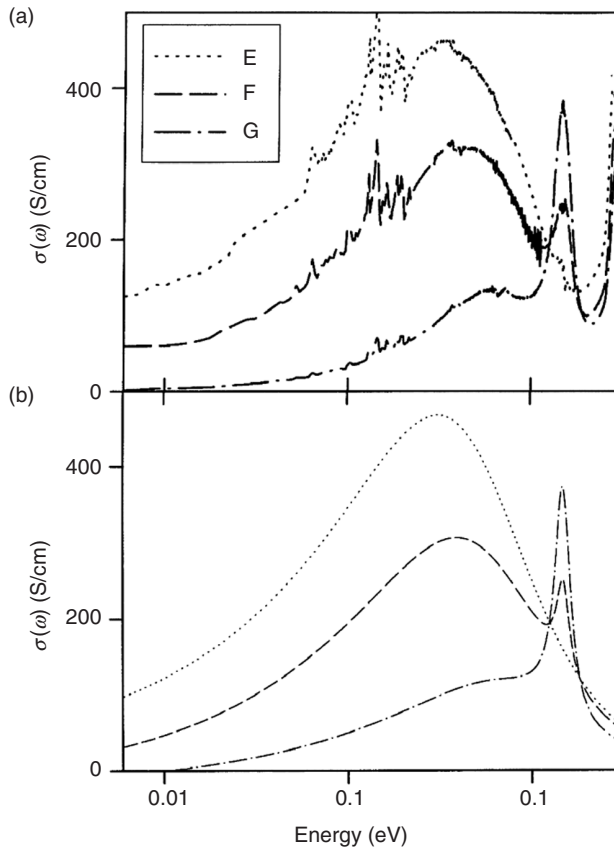 (a)
E
F
G
400
200
0
σ(ω) (S/cm)
(b)
400
200
0
σ(ω) (S/cm)
0.01
0.1
0.1
Energy (eV)